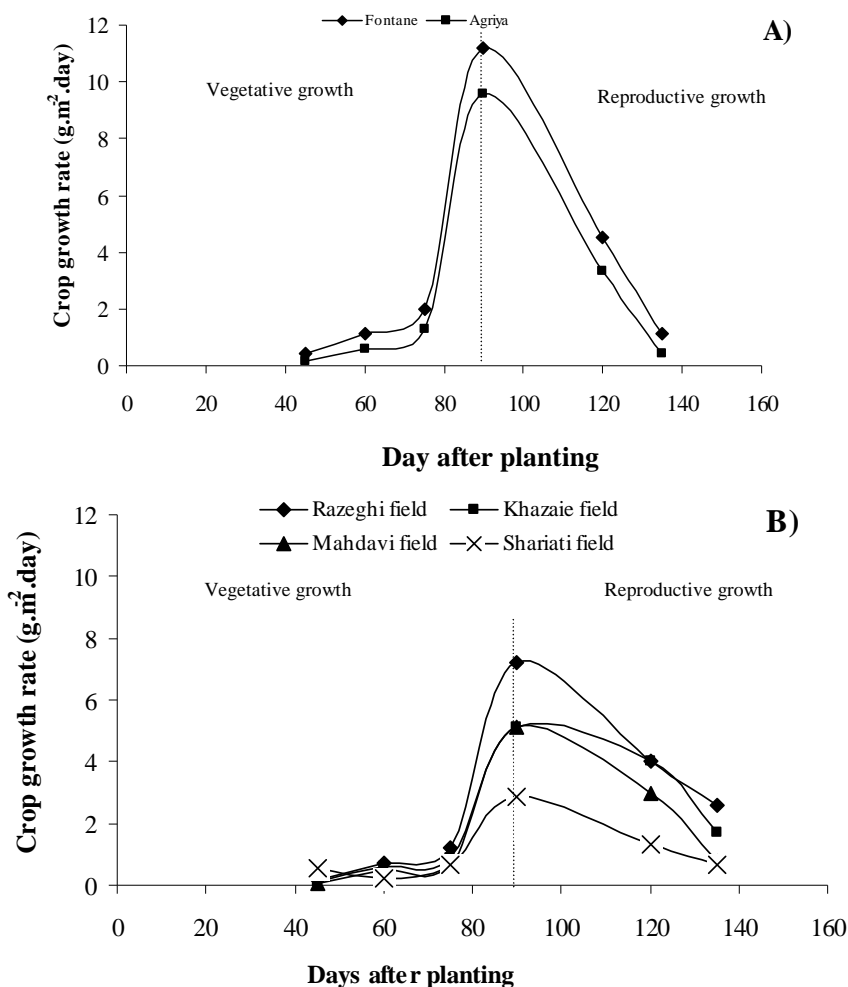 Fontane Agriya
A)
12
10
8
6
4
2
0
Vegetative growth
Reproductive growth
Crop growth rate (g.m-2.day)
0 20 40 60 80 100 120 140 160
Day after planting
Razeghi field Khazaie field
Mahdavi field Shariati field
B)
12
10
8
6
4
2
0
Vegetative growth
Reproductive growth
Crop growth rate (g.m-2.day)
0 20 40 60 80 100 120 140 160
Days after planting